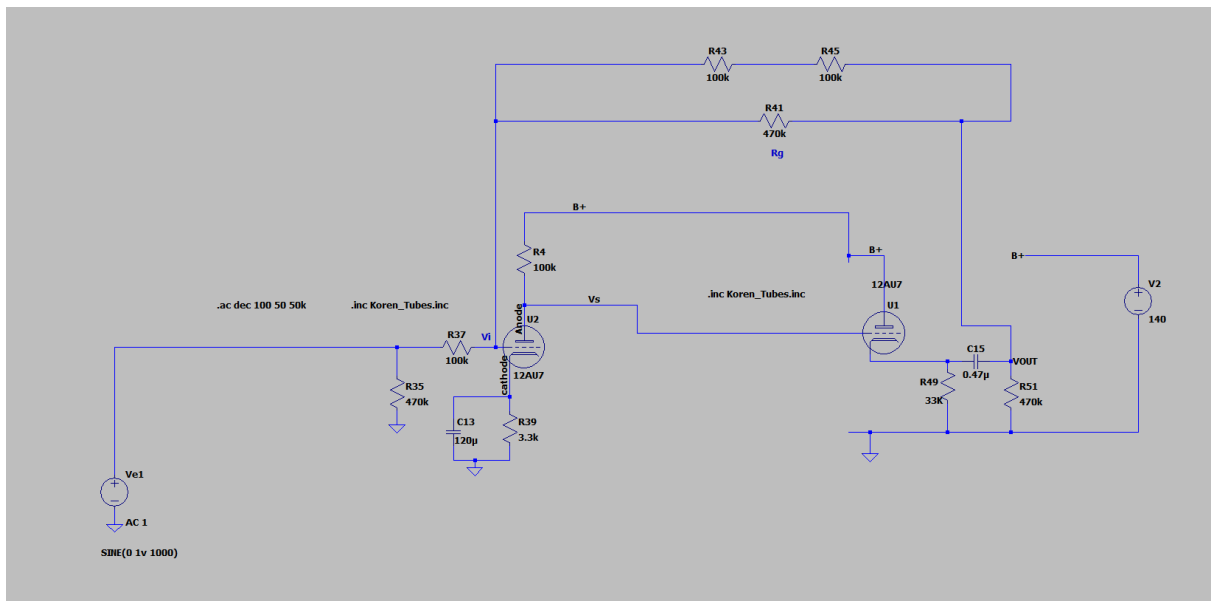 R43
100k
R45
100k
R41
470k
Rg
B+
R4
100k
B+
B+
12AU7
U1
V2
140
.ac dec 100 50 50k
.inc Koren_Tubes.inc
.inc Koren_Tubes.inc
Vs
Anode
U2
R37
100k
Vi
12AU7
cathode
R35
470k
C13
120µ
R39
3.3k
C15
0.47µ
VOUT
R49
33K
R51
470k
Ve1
AC 1
SINE(0 1v 1000)